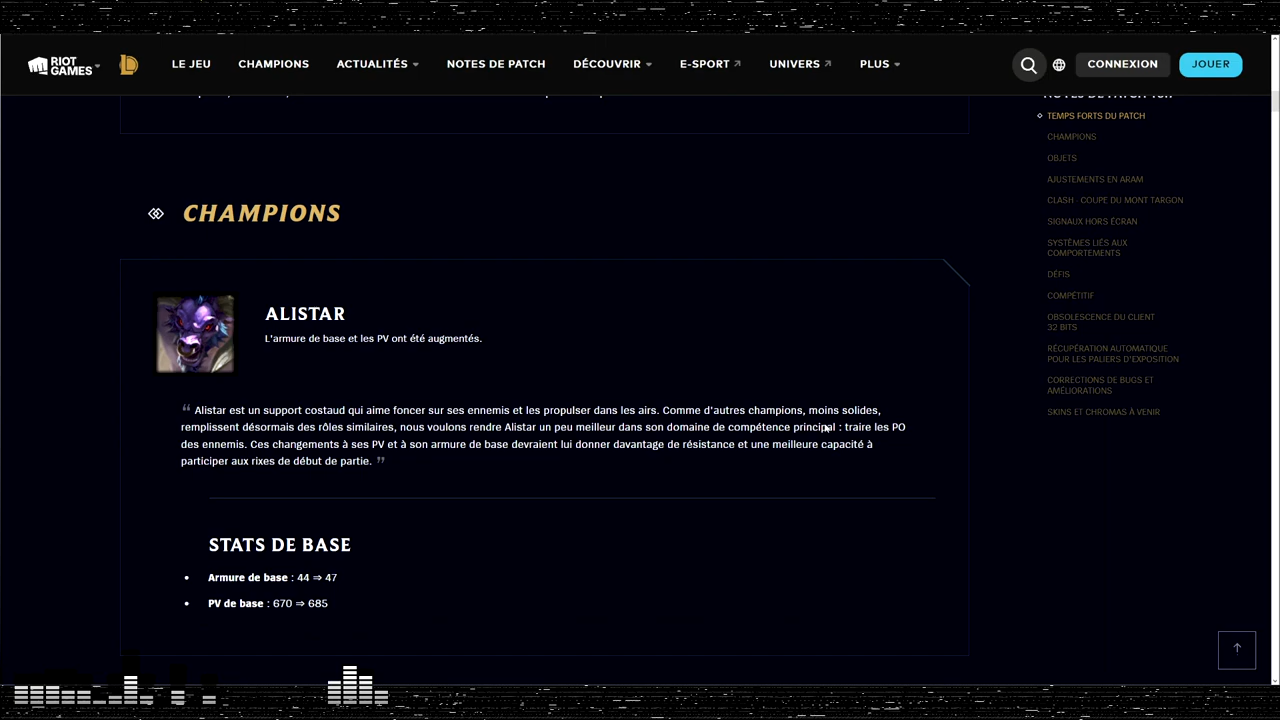 RIOT GAMES
LE JEU
CHAMPIONS
ACTUALITÉS
NOTES DE PATCH
DÉCOUVRIR
E-SPORT
UNIVERS
PLUS
CONNEXION
JOUER
CHAMPIONS
ALISTAR
L'armure de base et les PV ont été augmentés.
“ Alistar est un support costaud qui aime foncer sur ses ennemis et les propulser dans les airs. Comme d'autres champions, moins solides,
remplissent désormais des rôles similaires, nous voulons rendre Alistar un peu meilleur dans son domaine de compétence principal : traire les PO
des ennemis. Ces changements à ses PV et à son armure de base devraient lui donner davantage de résistance et une meilleure capacité à
participer aux rixes de début de partie. ”
STATS DE BASE
• Armure de base : 44 ⇒ 47
• PV de base : 670 ⇒ 685
TEMPS FORTS DU PATCH
CHAMPIONS
OBJETS
AJUSTEMENTS EN ARAM
CLASH - COUPE DU MONT TARGON
SIGNAUX HORS ÉCRAN
SYSTÈMES LIÉS AUX
COMPORTEMENTS
DÉFIS
COMPÉTITIF
OBSOLESCENCE DU CLIENT
32 BITS
RÉCUPÉRATION AUTOMATIQUE
POUR LES PALIERS D'EXPOSITION
CORRECTIONS DE BUGS ET
AMÉLIORATIONS
SKINS ET CHROMAS À VENIR